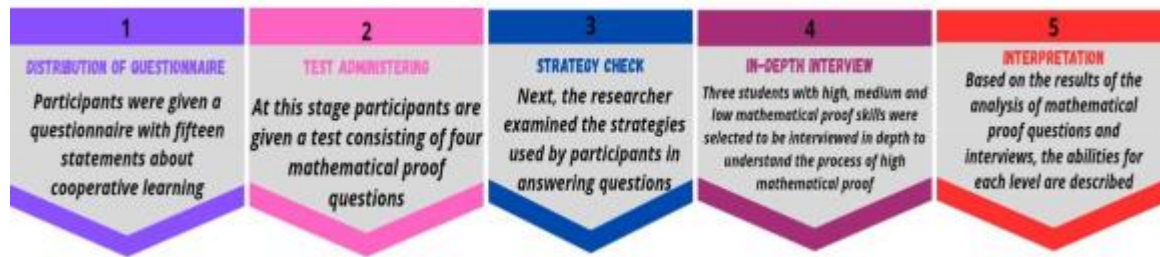 1
DISTRIBUTION OF QUESTIONNAIRE
Participants were given a
questionnaire with fifteen
statements about
cooperative learning
2
TEST ADMINISTERING
At this stage participants are
given a test consisting of four
mathematical proof
questions
3
STRATEGY CHECK
Next, the researcher
examined the strategies
used by participants in
answering questions
4
IN-DEPTH INTERVIEW
Three students with high, medium and
low mathematical proof skills were
selected to be interviewed in depth to
understand the process of high
mathematical proof
5
INTERPRETATION
Based on the results of the
analysis of mathematical
proof questions and
interviews, the abilities for
each level are described